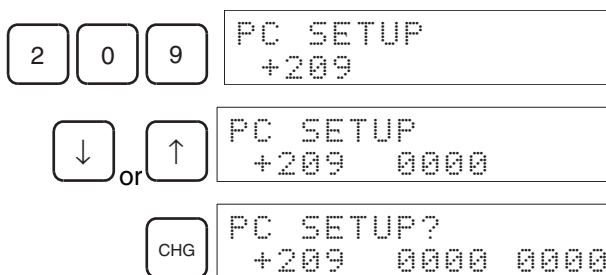 2 0 9 PC SETUP
+209
↓ or ↑ PC SETUP
+209 0000
CHG PC SETUP?
+209 0000 0000